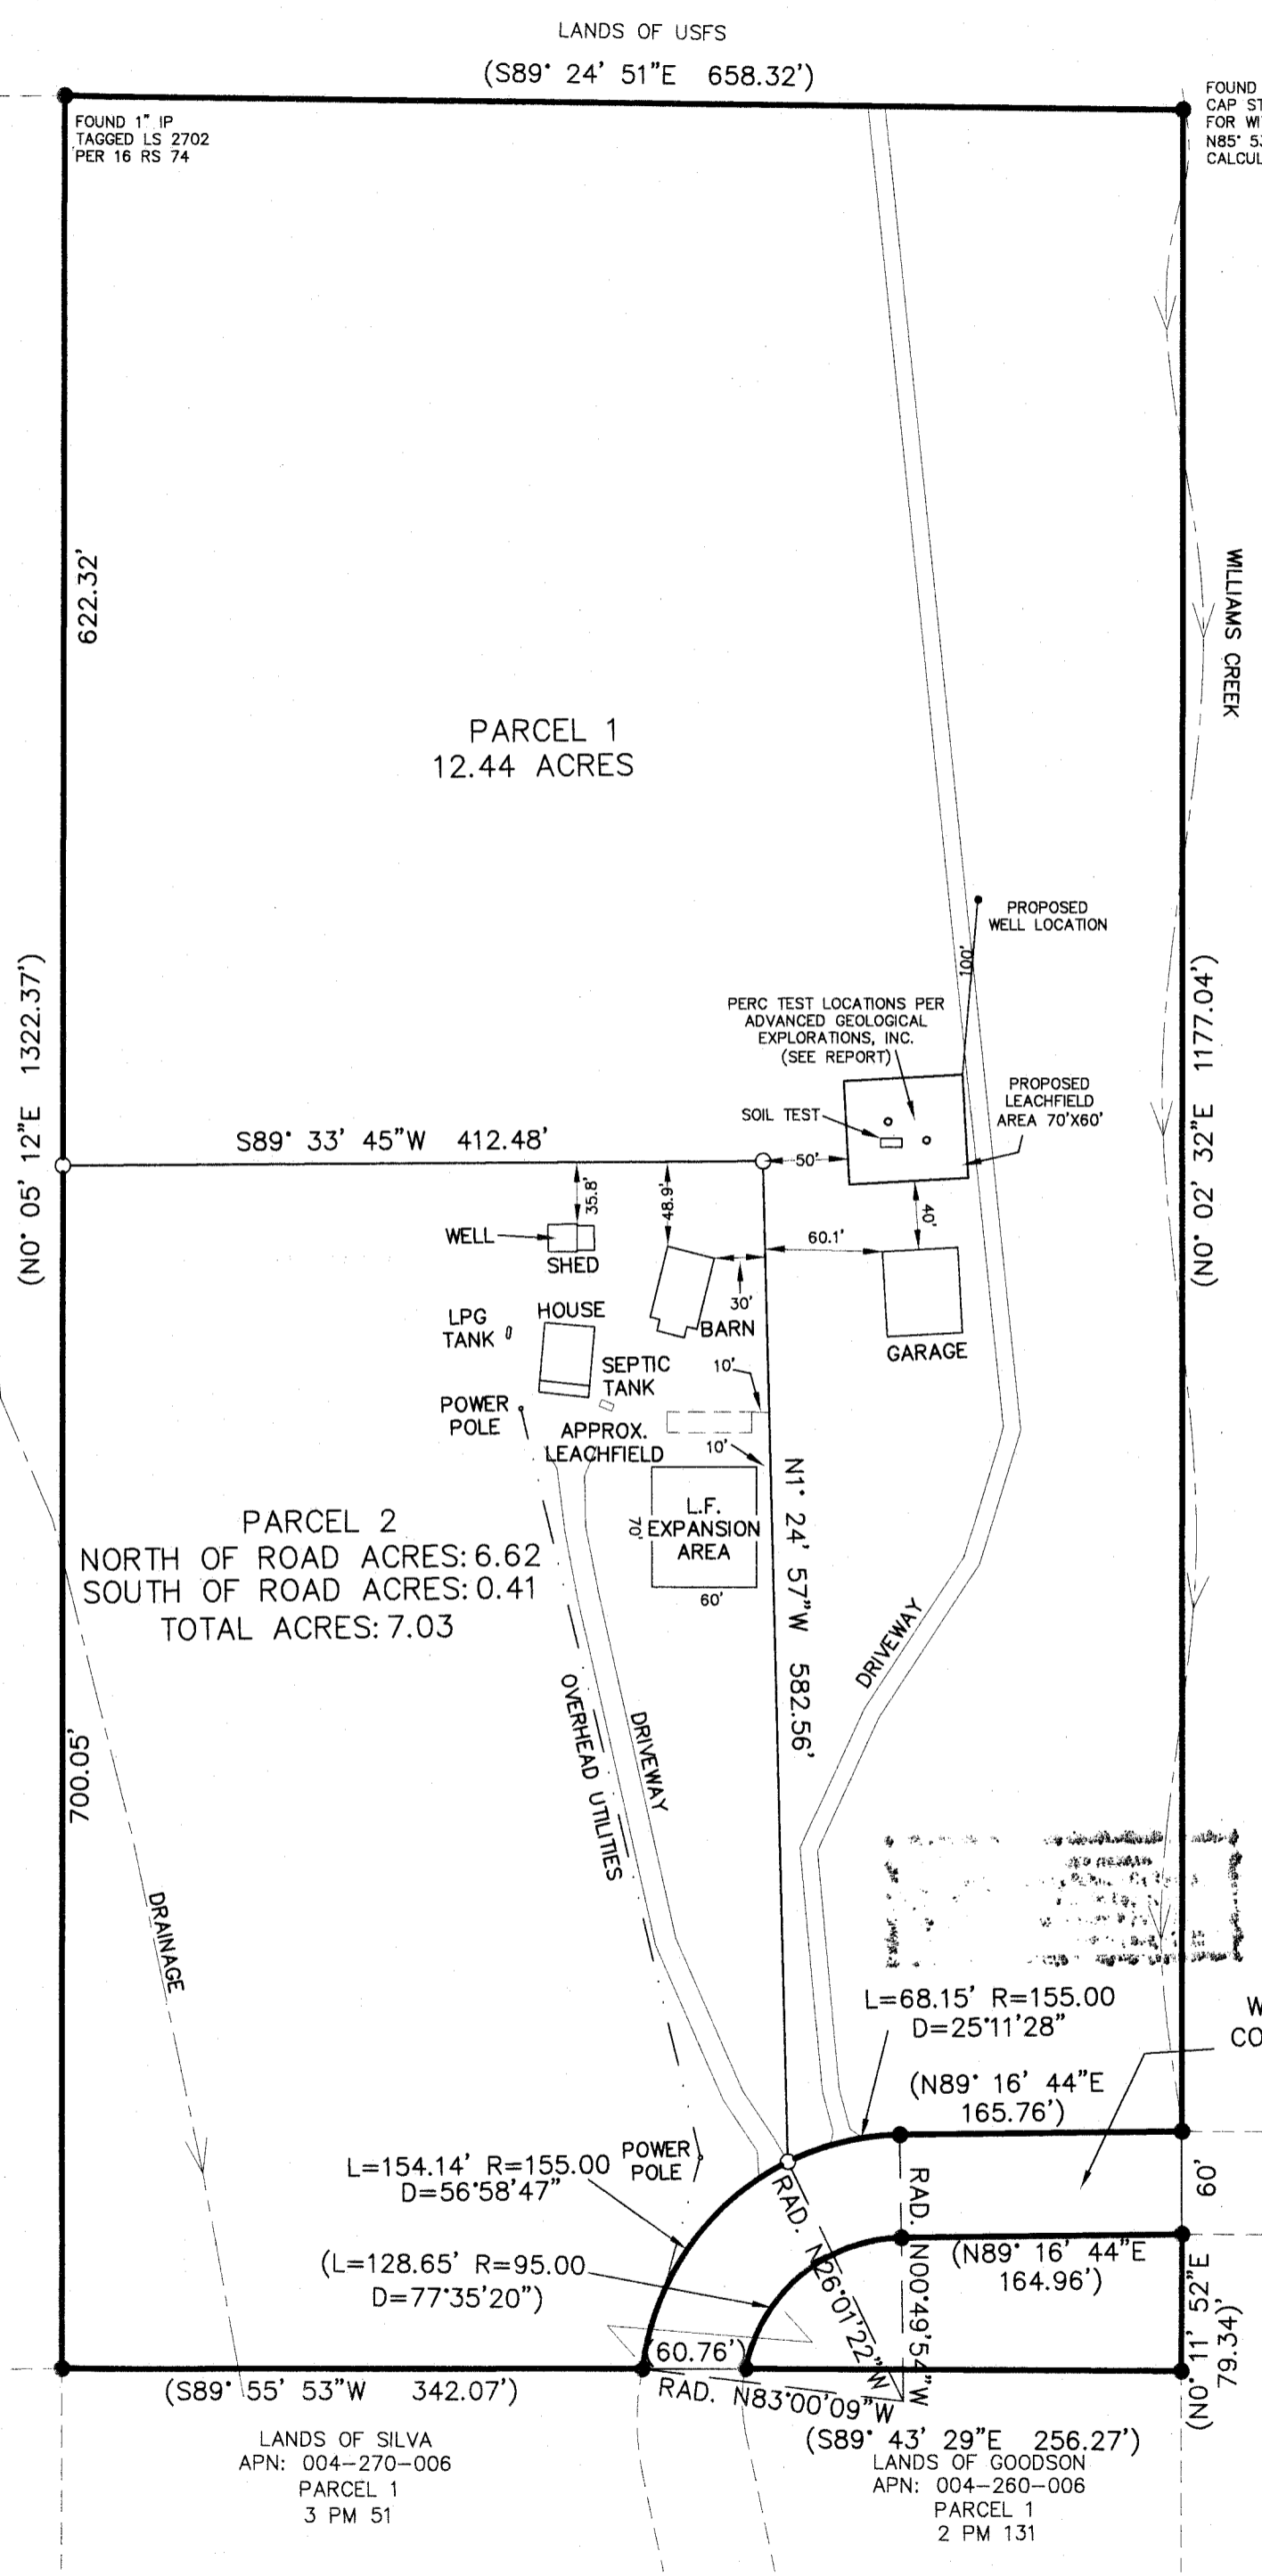 LANDS OF USFS
(S89° 24' 51"E 658.32')
FOUND 1" IP
TAGGED LS 2702
PER 16 RS 74
FOUND
CAP
FOR
N85°
622.32'
WILLIAMS CREEK
PARCEL 1
12.44 ACRES
PROPOSED
WELL LOCATION
100'
(N0° 05' 12"E 1322.37')
(N0° 02' 32"E 1177.04')
PERC TEST LOCATIONS PER
ADVANCED GEOLOGICAL
EXPLORATIONS, INC.
(SEE REPORT)
PROPOSED
LEACHFIELD
AREA 70'X60'
SOIL TEST
S89° 33' 45"W 412.48'
50'
35.8'
48.9'
40'
WELL
SHED
60.1'
30'
LPG
TANK
HOUSE
BARN
GARAGE
SEPTIC
TANK
10'
POWER
POLE
APPROX.
LEACHFIELD
10'
N1° 24' 57"W 582.56'
L.F.
EXPANSION
AREA
70'
60'
PARCEL 2
NORTH OF ROAD ACRES: 6.62
SOUTH OF ROAD ACRES: 0.41
TOTAL ACRES: 7.03
DRIVEWAY
OVERHEAD UTILITIES
DRIVEWAY
700.05'
DRAINAGE
L=68.15' R=155.00
D=25°11'28"
(N89° 16' 44"E
165.76')
L=154.14' R=155.00
D=56°58'47"
POWER
POLE
RAD. N26°01'22"W
RAD. N00°49'54"W
60'
(L=128.65' R=95.00
D=77°35'20")
(N89° 16' 44"E
164.96')
(N0° 11' 52"E
79.34')'
(60.76')
(S89° 55' 53"W 342.07')
RAD. N83°00'09"W
(S89° 43' 29"E 256.27')
LANDS OF SILVA
APN: 004-270-006
PARCEL 1
3 PM 51
LANDS OF GOODSON
APN: 004-260-006
PARCEL 1
2 PM 131